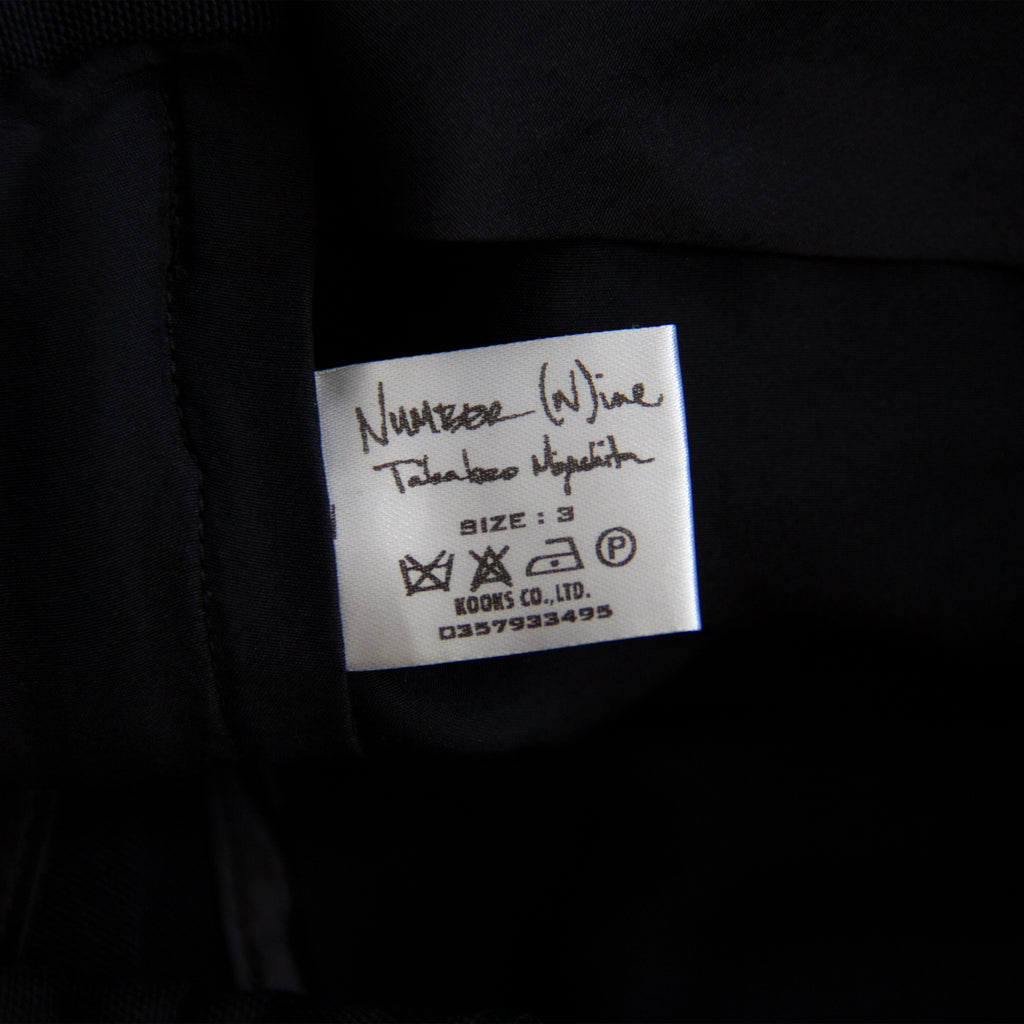 NUMBER (N)ine
Takahiro Miyashita
SIZE : 3
P
KOOKS CO.,LTD.
0357933495